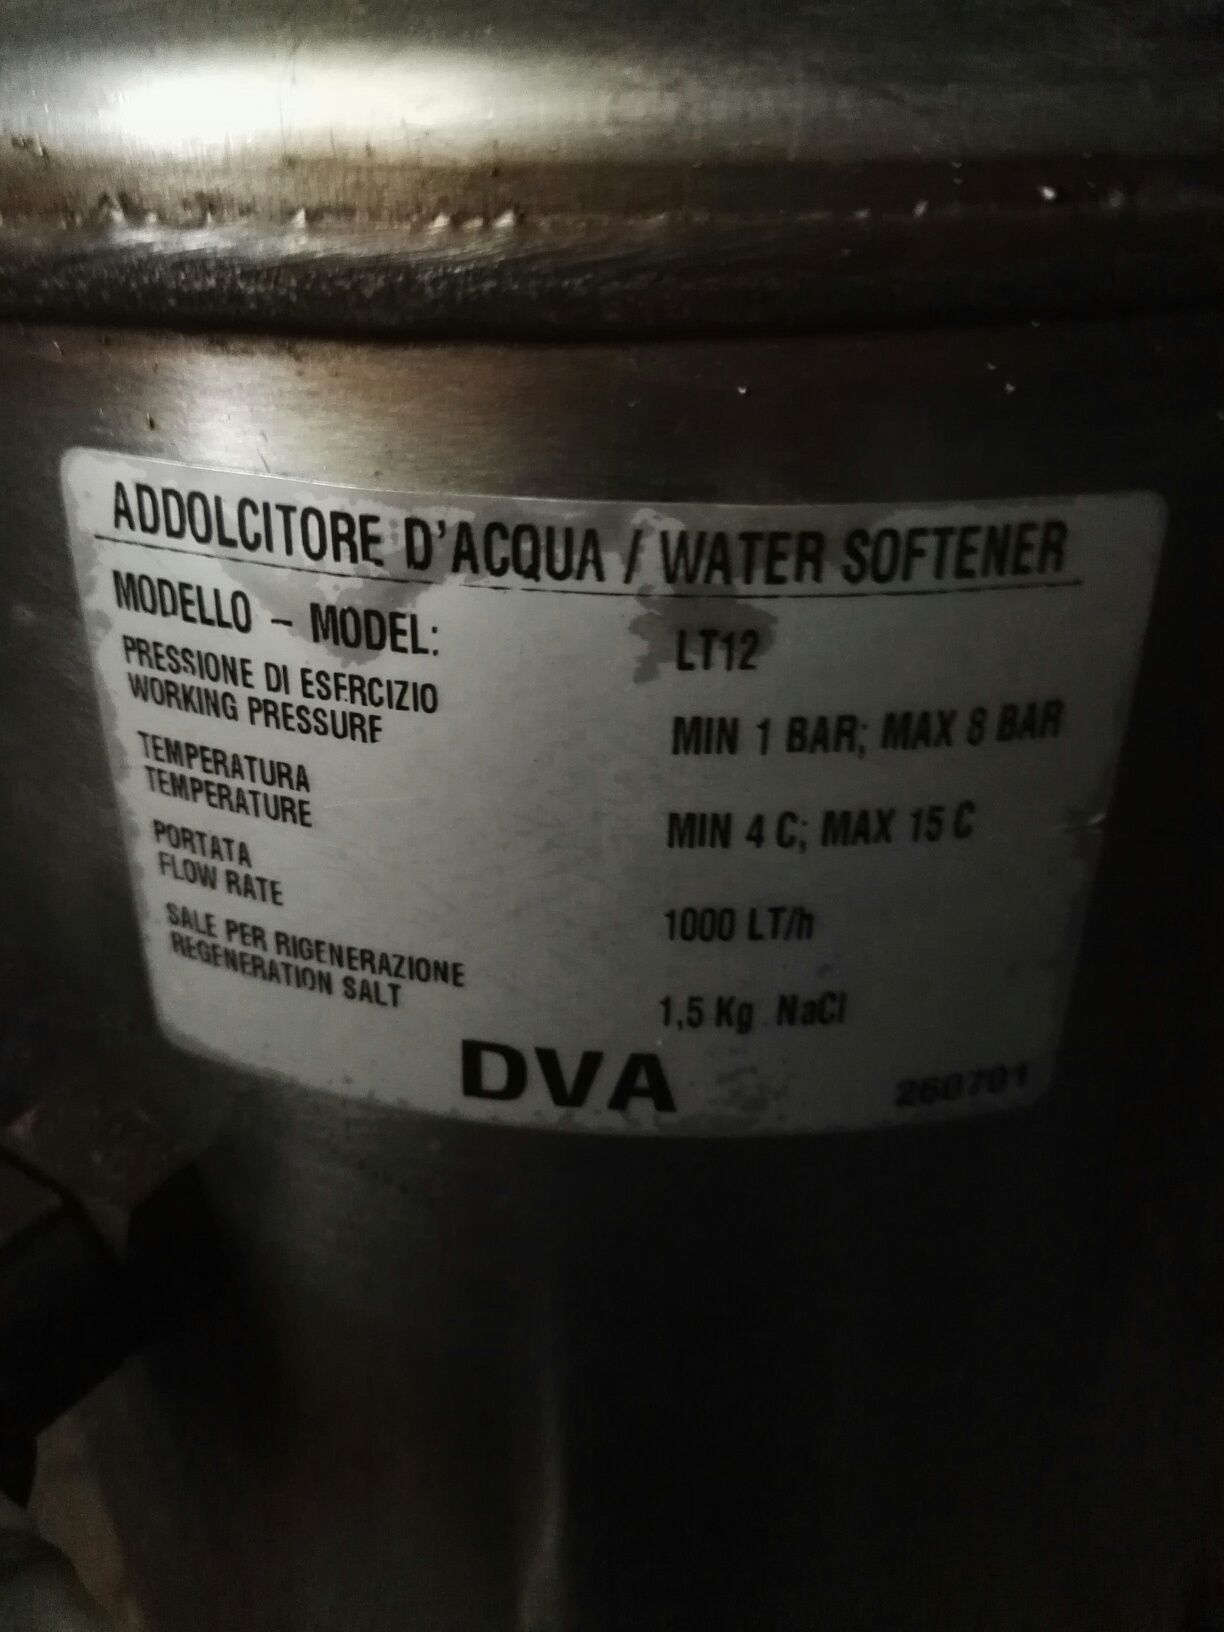 ADDOLCITORE D'ACQUA / WATER SOFTENER
MODELLO - MODEL: LT12
PRESSIONE DI ESERCIZIO
WORKING PRESSURE MIN 1 BAR; MAX 8 BAR
TEMPERATURA
TEMPERATURE MIN 4 C; MAX 15 C
PORTATA
FLOW RATE 1000 LT/h
SALE PER RIGENERAZIONE
REGENERATION SALT 1,5 Kg NaCl
DVA 260701